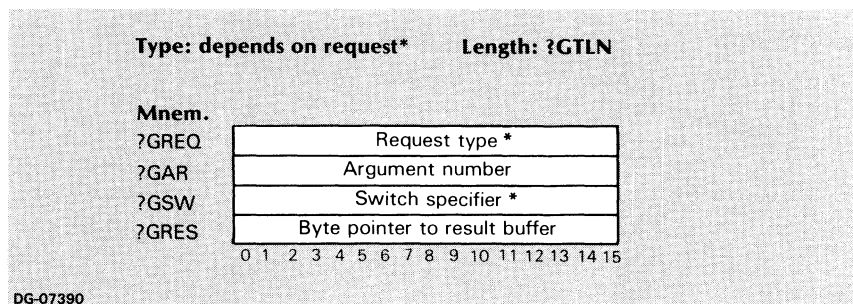 Type: depends on request* Length: ?GTLN
Mnem.
?GREQ Request type *
?GAR Argument number
?GSW Switch specifier *
?GRES Byte pointer to result buffer
0 1 2 3 4 5 6 7 8 9 10 11 12 13 14 15
DG-07390